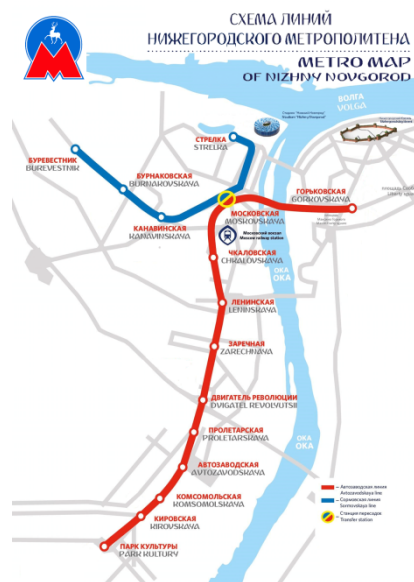 СХЕМА ЛИНИЙ
НИЖЕГОРОДСКОГО МЕТРОПОЛИТЕНА
METRO MAP
OF NIZHNY NOVGOROD
ВОЛГА
VOLGA
СТРЕЛКА
STRELKA
БУРЕВЕСТНИК
BUREVESTNIK
БУРНАКОВСКАЯ
BURNAKOVSKAYA
ГОРЬКОВСКАЯ
GORKOVSKAYA
КАНАВИНСКАЯ
KANAVINSKAYA
МОСКОВСКАЯ
MOSKOVSKAYA
Московский вокзал
Moscow railway station
ЧКАЛОВСКАЯ
CHKALOVSKAYA
ОКА
OKA
ЛЕНИНСКАЯ
LENINSKAYA
ЗАРЕЧНАЯ
ZARECHNAYA
ДВИГАТЕЛЬ РЕВОЛЮЦИИ
DVIGATEL REVOLYUTSII
ПРОЛЕТАРСКАЯ
PROLETARSKAYA
ОКА
OKA
АВТОЗАВОДСКАЯ
AVTOZAVODSKAYA
КОМСОМОЛЬСКАЯ
KOMSOMOLSKAYA
КИРОВСКАЯ
KIROVSKAYA
ПАРК КУЛЬТУРЫ
PARK KULTURY
– Автозаводская линия
Avtozavodskaya line
– Сормовская линия
Sormovskaya line
– Станция пересадки
Transfer station